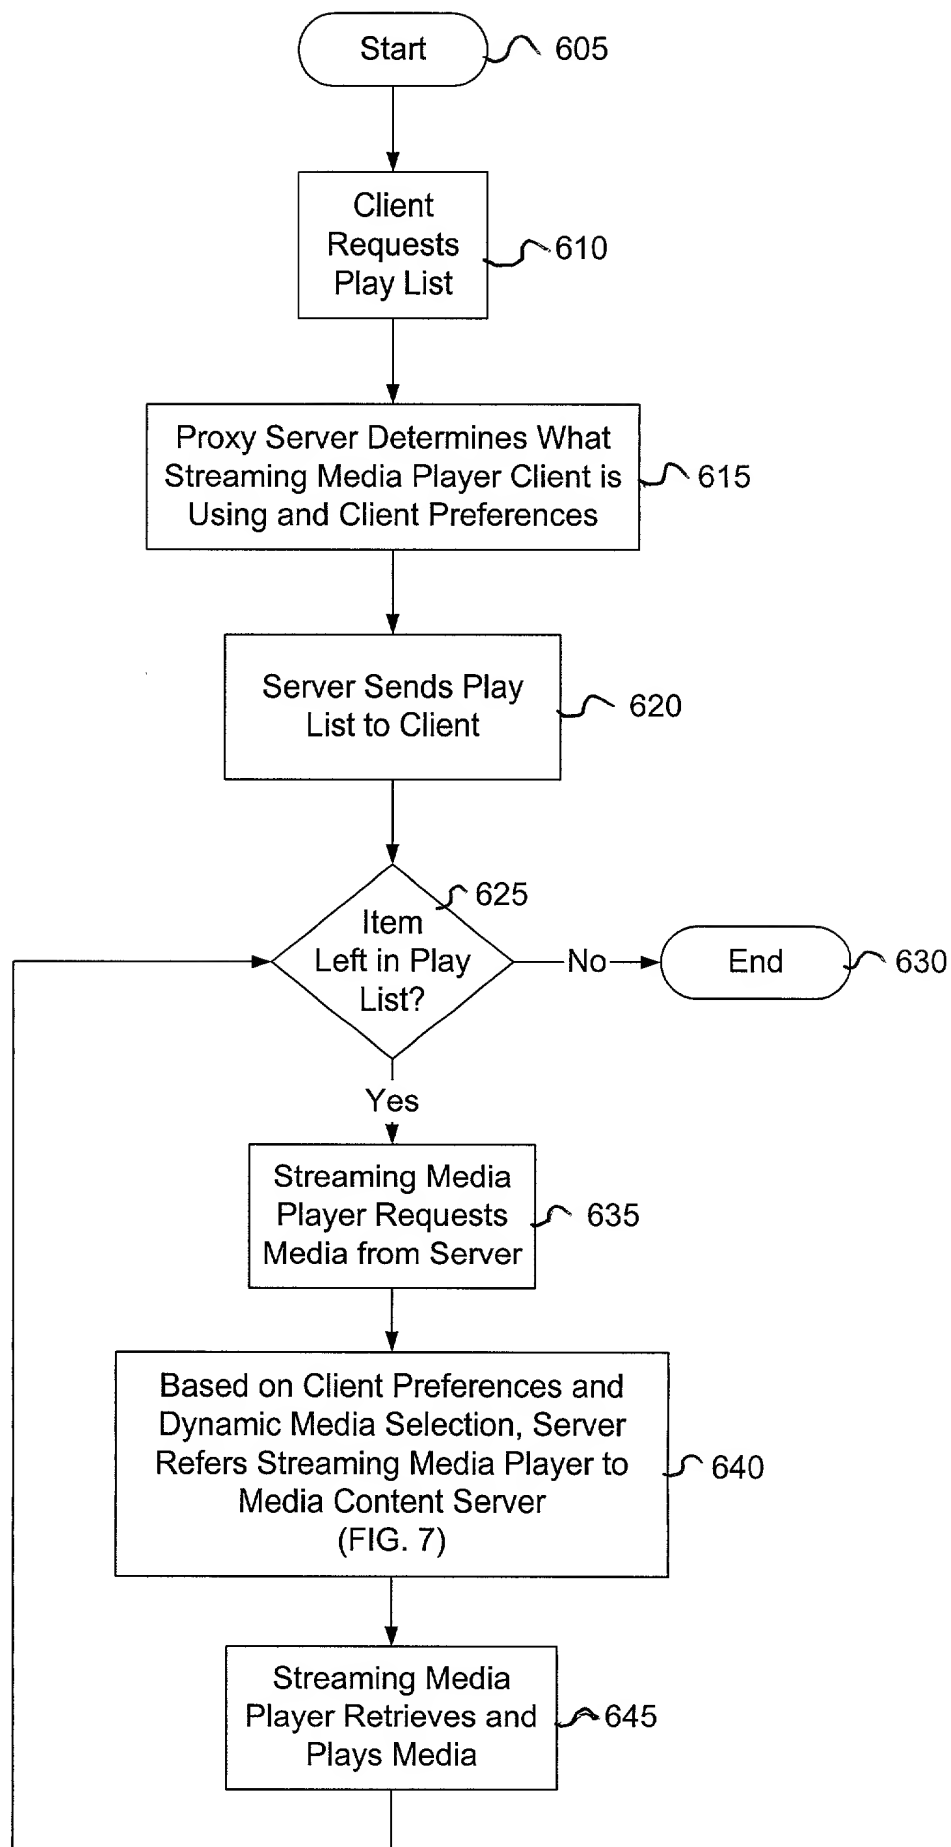 Start
605
Client
Requests
Play List
610
Proxy Server Determines What
Streaming Media Player Client is
Using and Client Preferences
615
Server Sends Play
List to Client
620
625
Item
Left in Play
List?
No
End
630
Yes
Streaming Media
Player Requests
Media from Server
635
Based on Client Preferences and
Dynamic Media Selection, Server
Refers Streaming Media Player to
Media Content Server
(FIG. 7)
640
Streaming Media
Player Retrieves and
Plays Media
645